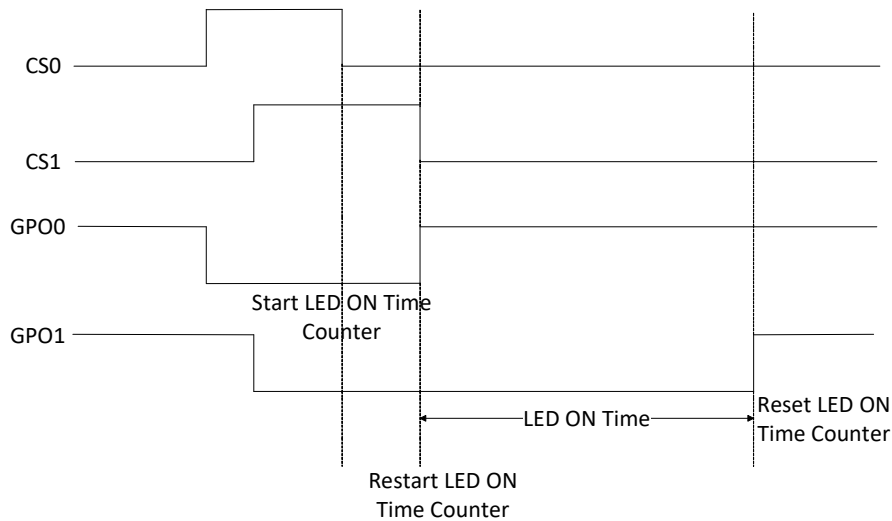 CS0
CS1
GPO0
Start LED ON Time
Counter
GPO1
LED ON Time
Reset LED ON
Time Counter
Restart LED ON
Time Counter